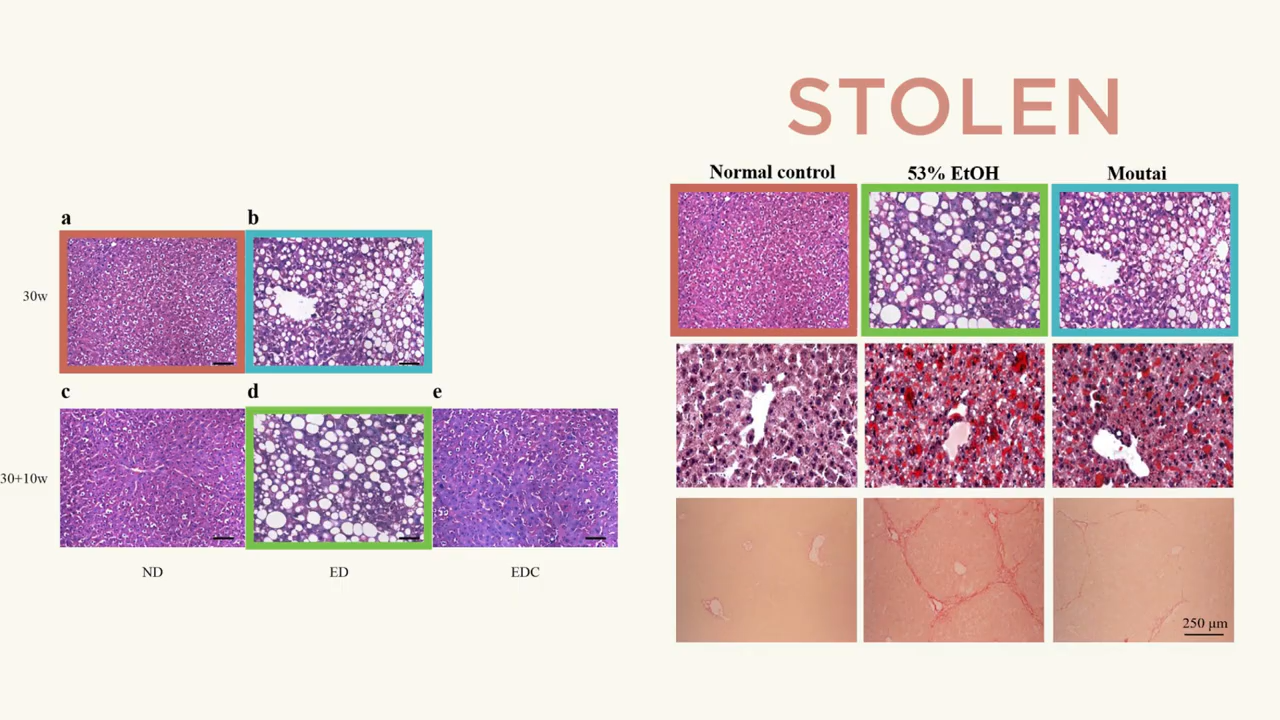 STOLEN
Normal control 53% EtOH Moutai
a b
30w
c d e
30+10w
ND ED EDC
250 µm